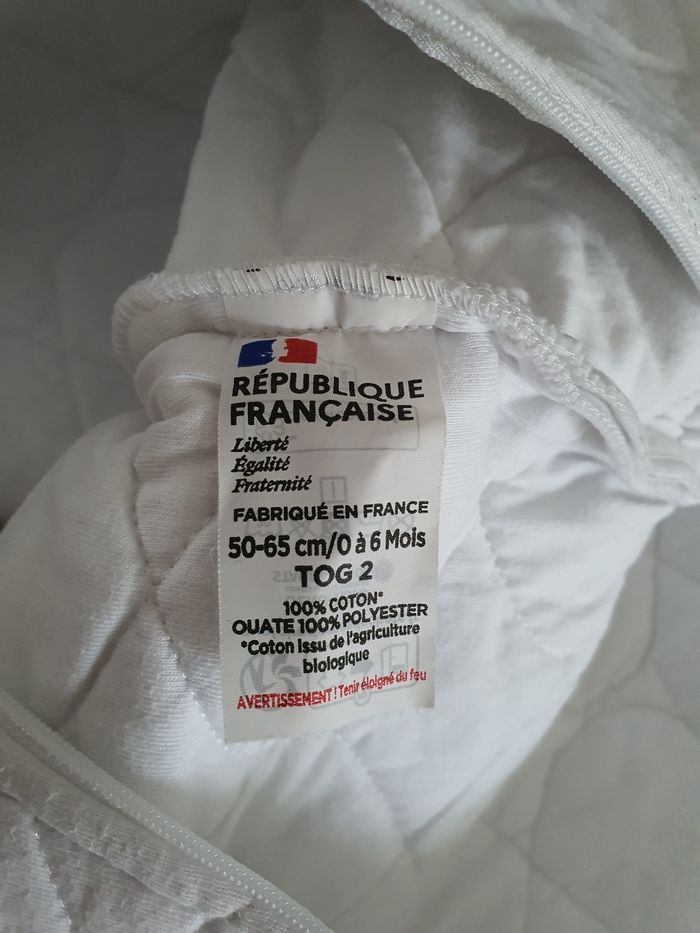 RÉPUBLIQUE
FRANÇAISE
Liberté
Égalité
Fraternité
FABRIQUÉ EN FRANCE
50-65 cm/0 à 6 Mois
TOG 2
100% COTON*
OUATE 100% POLYESTER
*Coton issu de l'agriculture
biologique
AVERTISSEMENT ! Tenir éloigné du feu